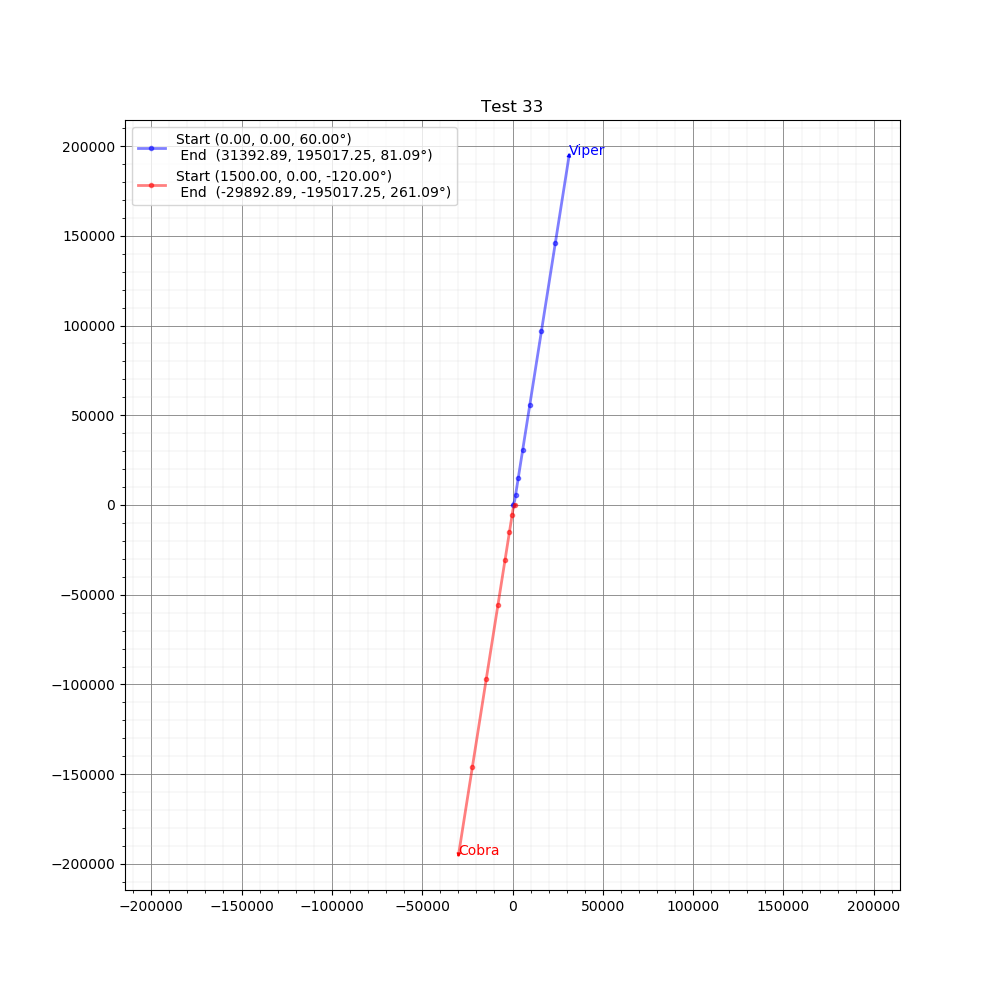 Test 33
Start (0.00, 0.00, 60.00°)
End  (31392.89, 195017.25, 81.09°)
Start (1500.00, 0.00, -120.00°)
End  (-29892.89, -195017.25, 261.09°)
Viper
Cobra
200000
150000
100000
50000
0
−50000
−100000
−150000
−200000
−200000 −150000 −100000 −50000 0 50000 100000 150000 200000